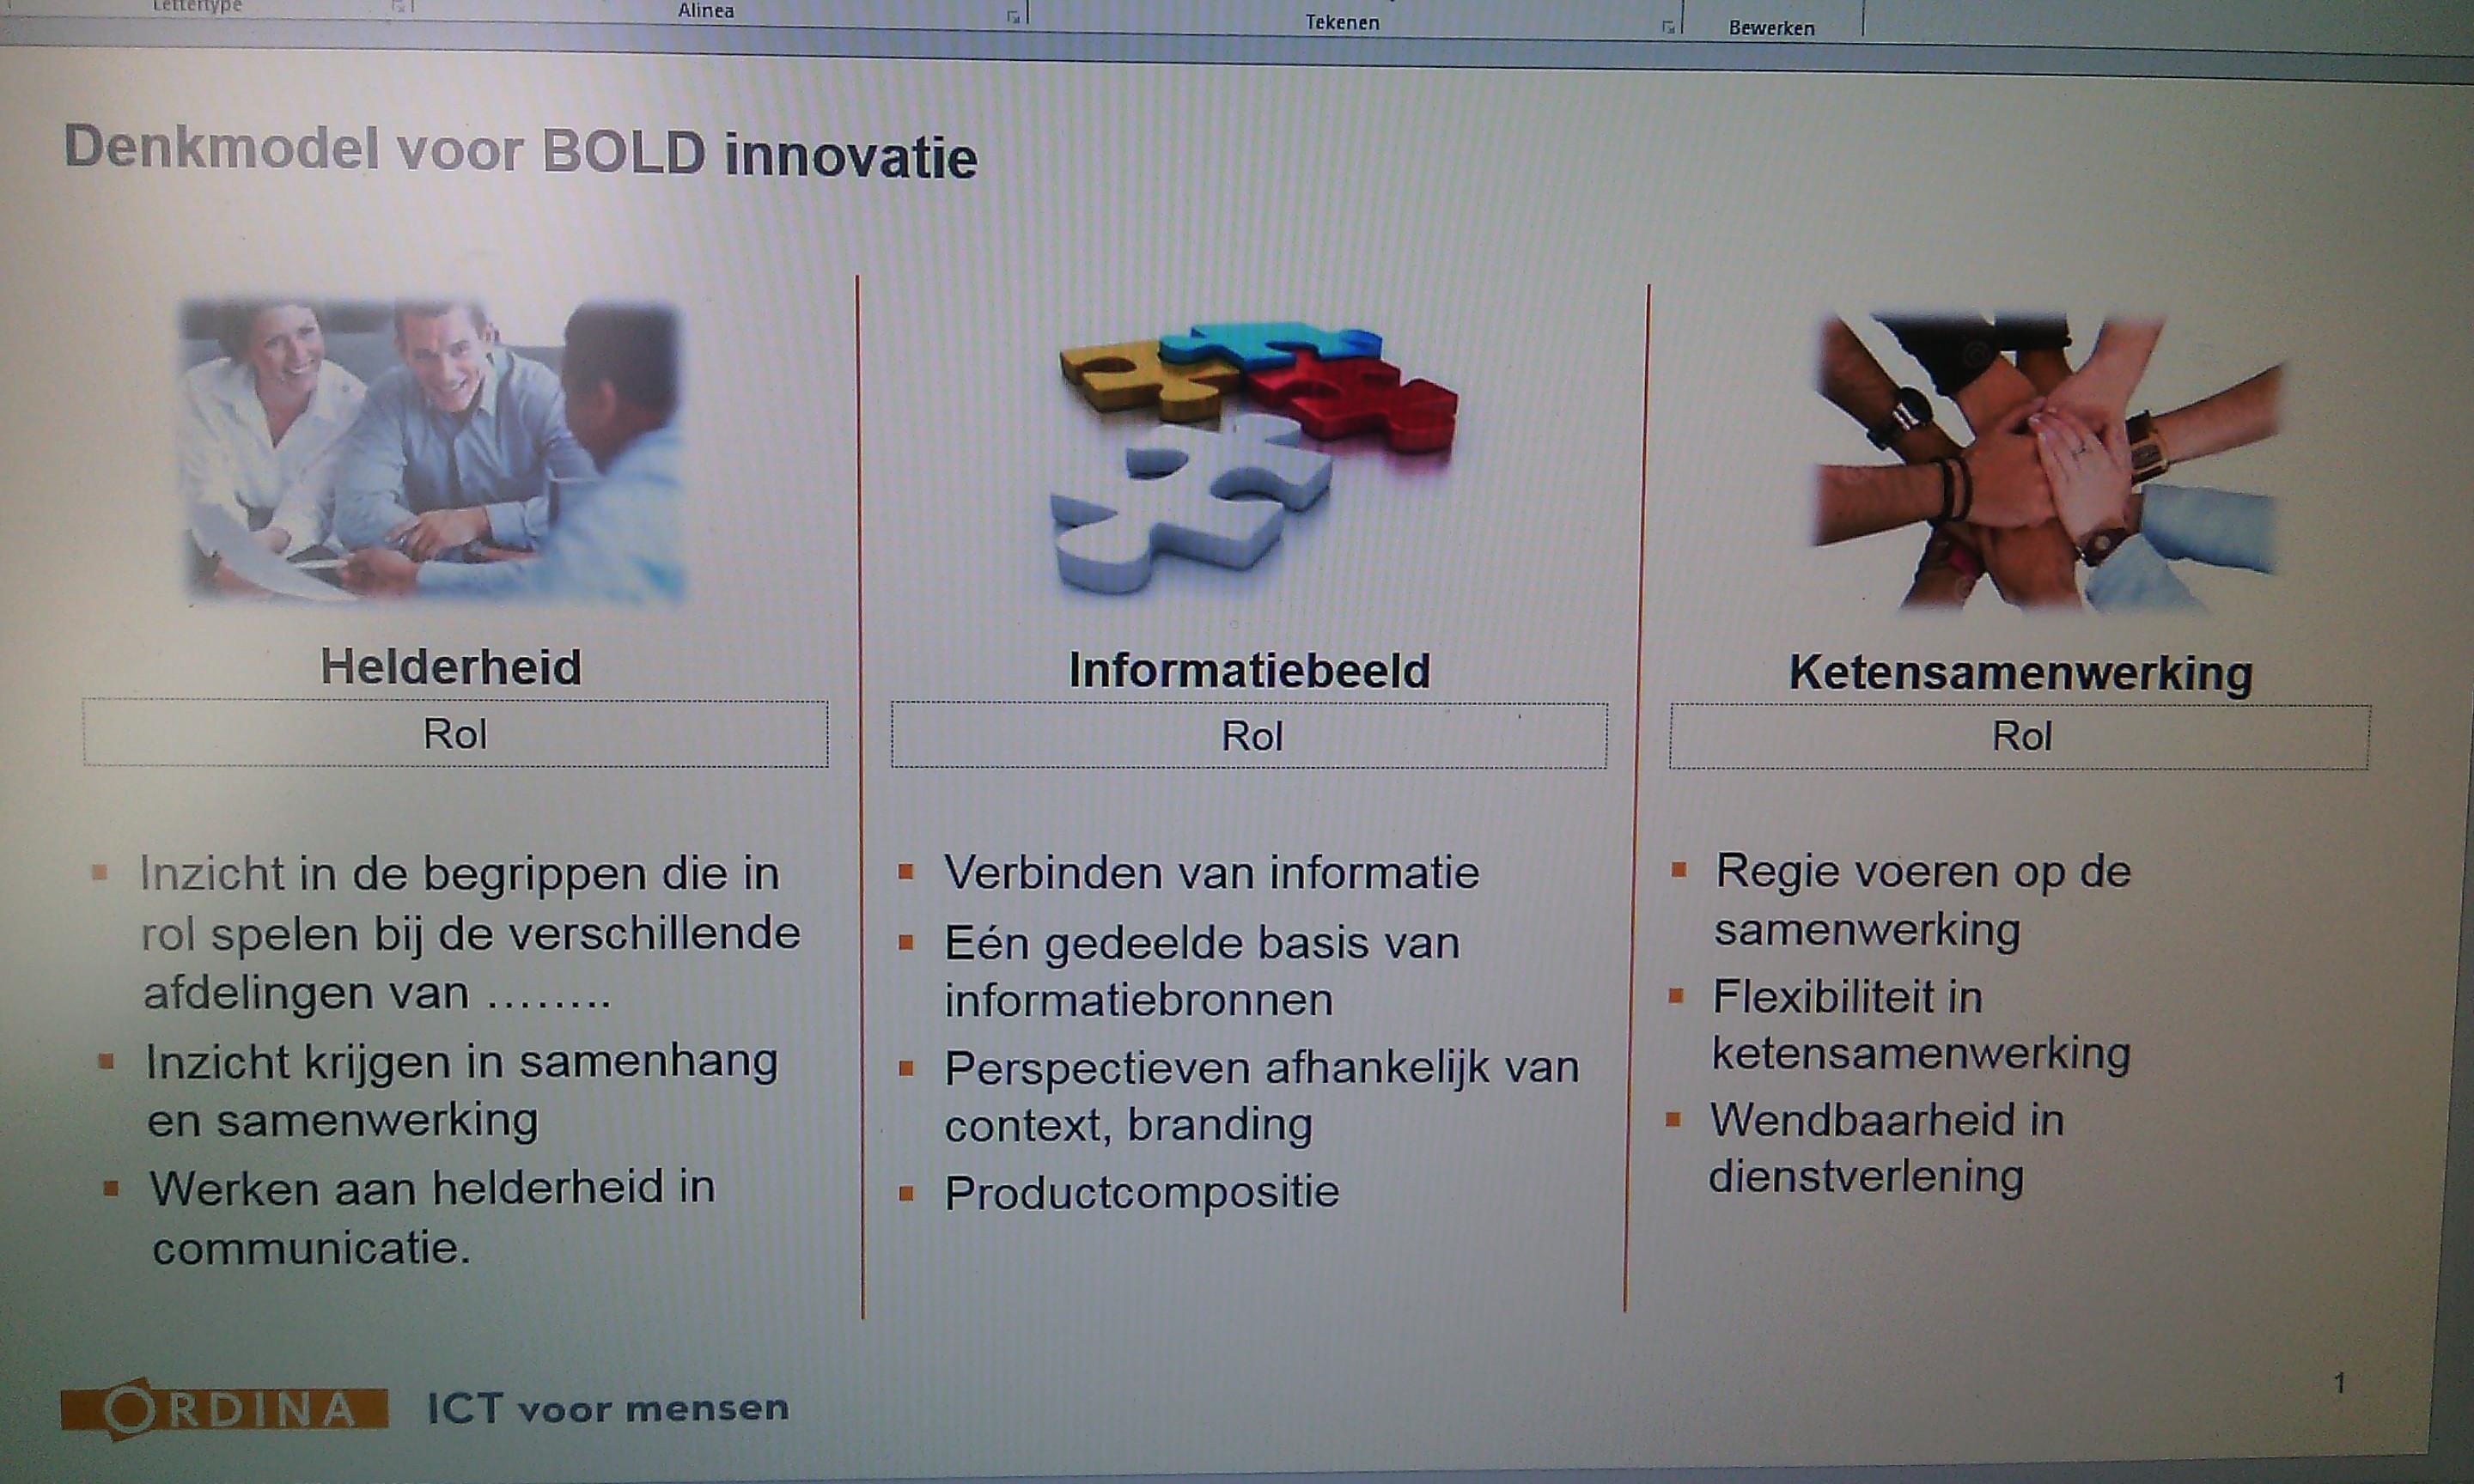 Lettertype
Alinea
Tekenen
Bewerken
Denkmodel voor BOLD innovatie
Helderheid
Rol
Inzicht in de begrippen die in
rol spelen bij de verschillende
afdelingen van ........
Inzicht krijgen in samenhang
en samenwerking
Werken aan helderheid in
communicatie.
Informatiebeeld
Rol
Verbinden van informatie
Eén gedeelde basis van
informatiebronnen
Perspectieven afhankelijk van
context, branding
Productcompositie
Ketensamenwerking
Rol
Regie voeren op de
samenwerking
Flexibiliteit in
ketensamenwerking
Wendbaarheid in
dienstverlening
ORDINA ICT voor mensen
1